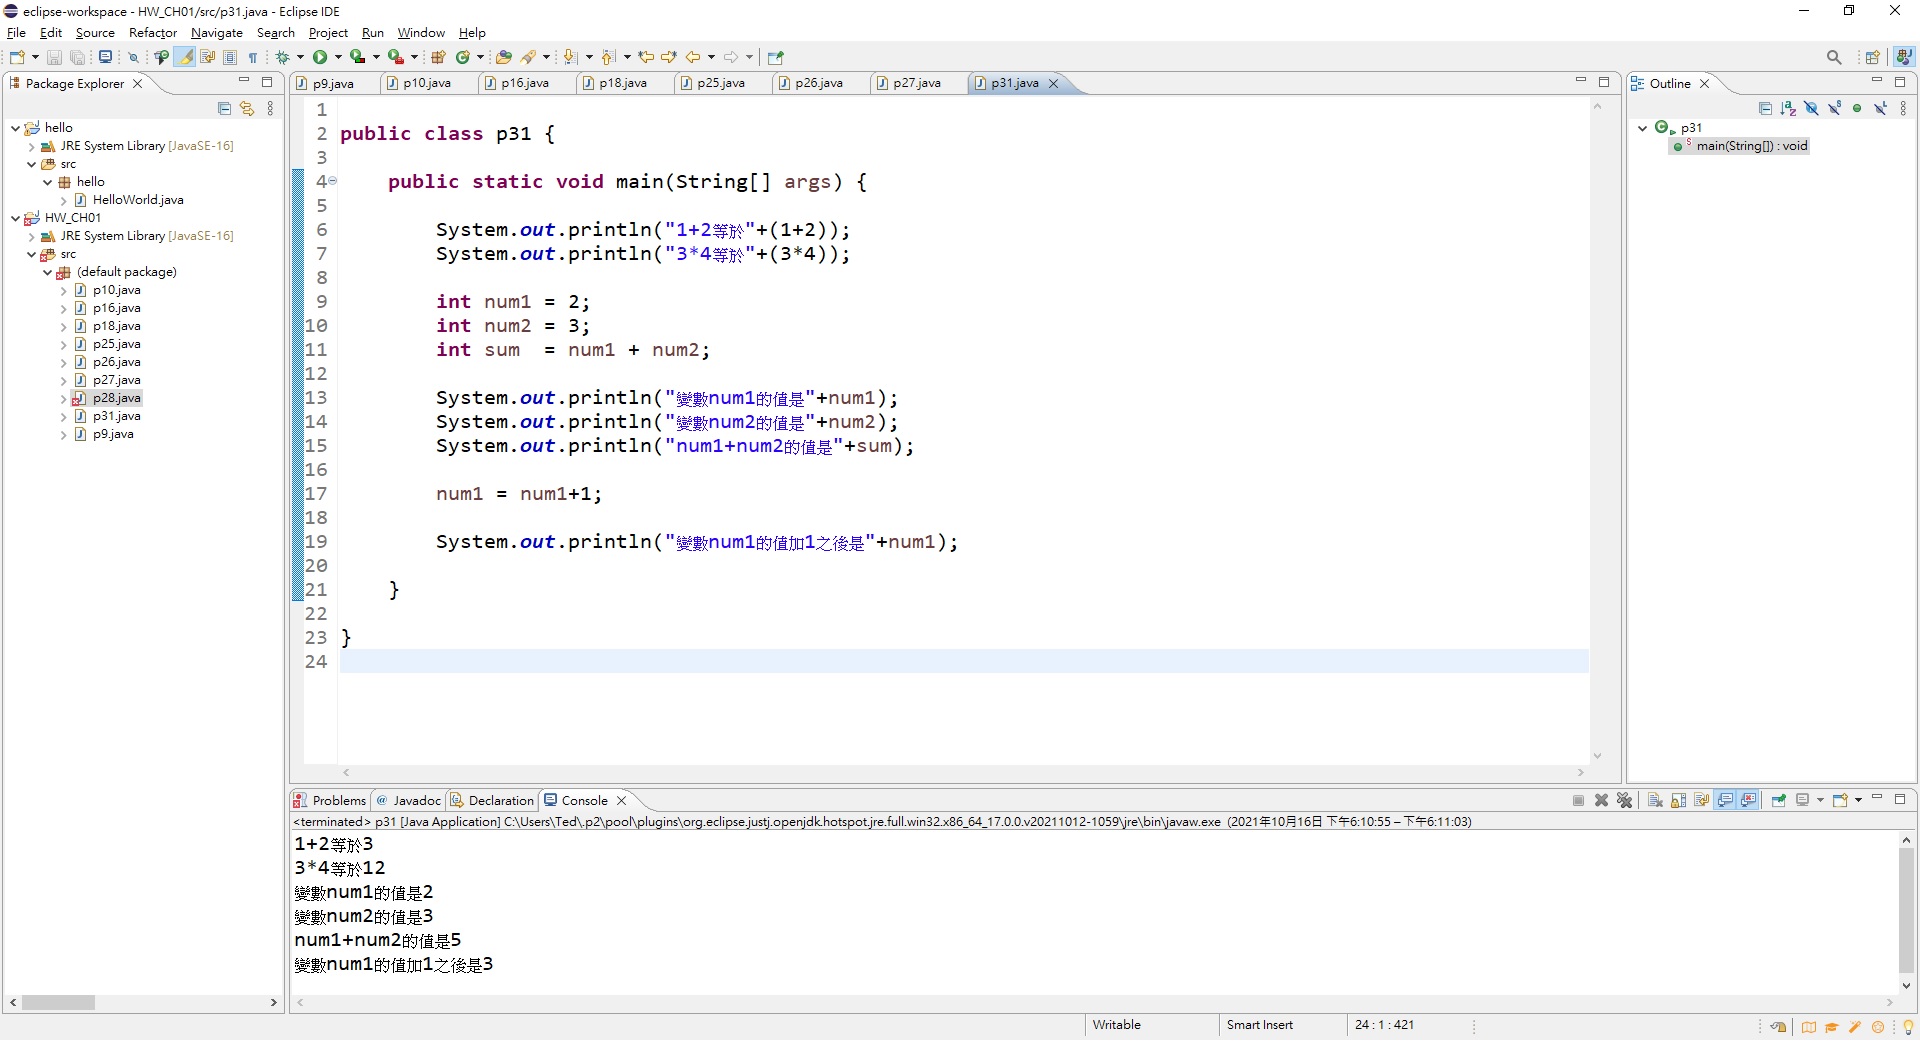 eclipse-workspace - HW_CH01/src/p31.java - Eclipse IDE
File Edit Source Refactor Navigate Search Project Run Window Help
Package Explorer
hello
JRE System Library [JavaSE-16]
src
hello
HelloWorld.java
HW_CH01
JRE System Library [JavaSE-16]
src
(default package)
p10.java
p16.java
p18.java
p25.java
p26.java
p27.java
p28.java
p31.java
p9.java
p9.java p10.java p16.java p18.java p25.java p26.java p27.java p31.java
1
2 public class p31 {
3
4 public static void main(String[] args) {
5
6 System.out.println("1+2等於"+(1+2));
7 System.out.println("3*4等於"+(3*4));
8
9 int num1 = 2;
10 int num2 = 3;
11 int sum  = num1 + num2;
12
13 System.out.println("變數num1的值是"+num1);
14 System.out.println("變數num2的值是"+num2);
15 System.out.println("num1+num2的值是"+sum);
16
17 num1 = num1+1;
18
19 System.out.println("變數num1的值加1之後是"+num1);
20
21 }
22
23 }
24
Outline
p31
main(String[]) : void
Problems @ Javadoc Declaration Console
<terminated> p31 [Java Application] C:\Users\Ted\.p2\pool\plugins\org.eclipse.justj.openjdk.hotspot.jre.full.win32.x86_64_17.0.0.v20211012-1059\jre\bin\javaw.exe (2021年10月16日 下午6:10:55 – 下午6:11:03)
1+2等於3
3*4等於12
變數num1的值是2
變數num2的值是3
num1+num2的值是5
變數num1的值加1之後是3
Writable Smart Insert 24 : 1 : 421